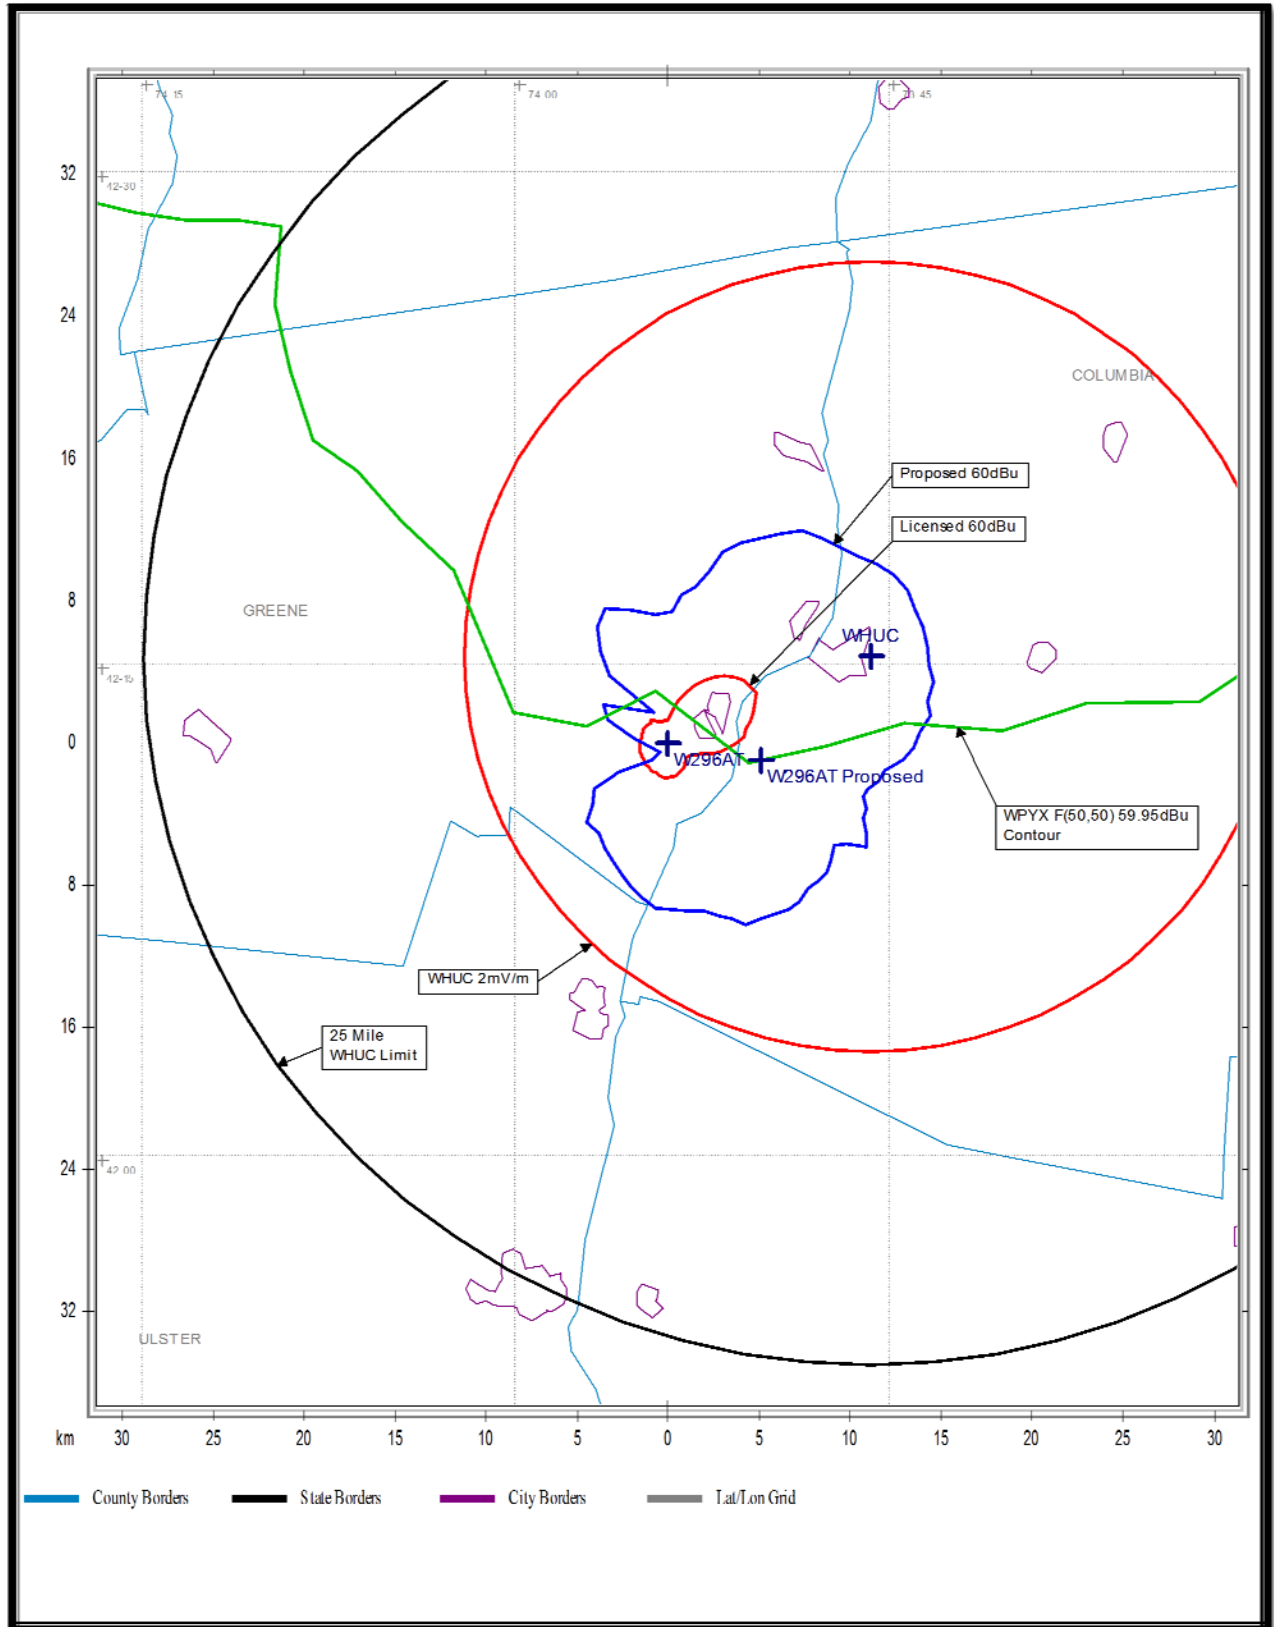 74 15
74 00
73 45
32
42-30
24
COLUMBIA
16
Proposed 60dBu
Licensed 60dBu
8
GREENE
WHUC
42-15
0
W296AT
W296AT Proposed
WPYX F(50,50) 59.95dBu
Contour
8
WHUC 2mV/m
16
25 Mile
WHUC Limit
24
42 00
32
ULSTER
km 30 25 20 15 10 5 0 5 10 15 20 25 30
County Borders State Borders City Borders Lat/Lon Grid